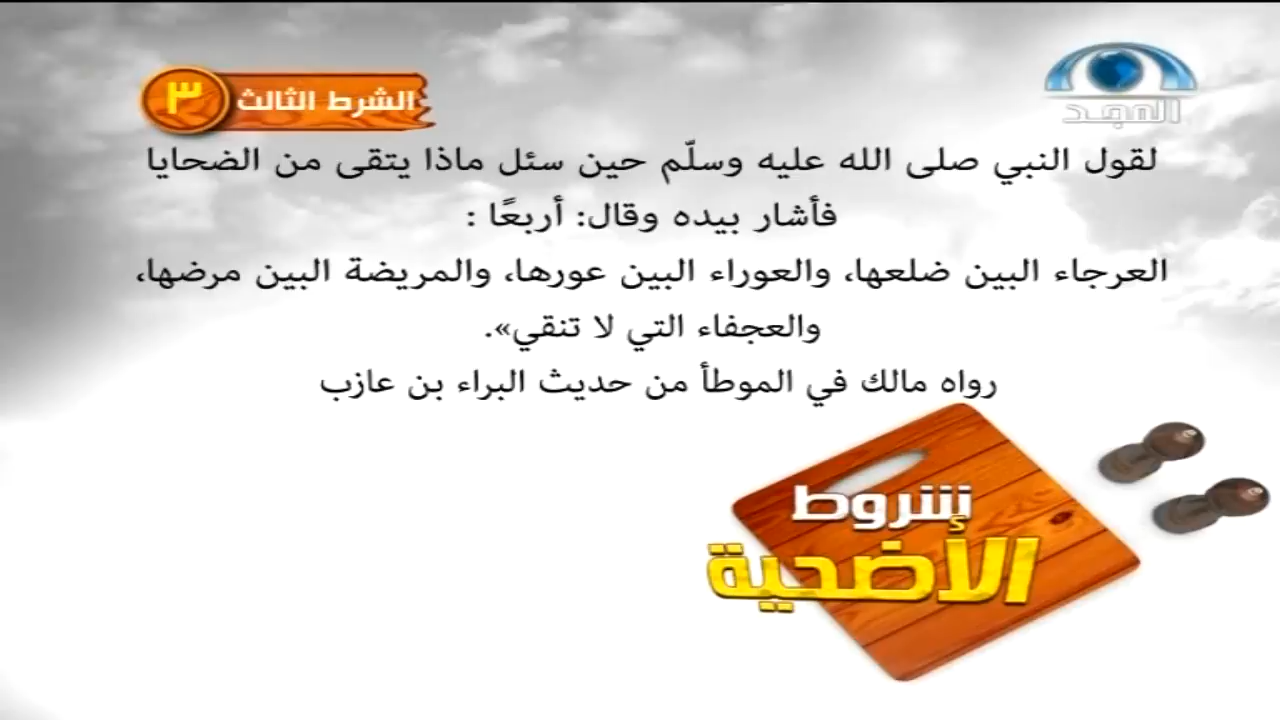 المجد
الشرط الثالث ٣
لقول النبي صلى الله عليه وسلّم حين سئل ماذا يتقى من الضحايا
فأشار بيده وقال: أربعًا :
العرجاء البين ضلعها، والعوراء البين عورها، والمريضة البين مرضها،
والعجفاء التي لا تنقي».
رواه مالك في الموطأ من حديث البراء بن عازب
شروط
الأضحية